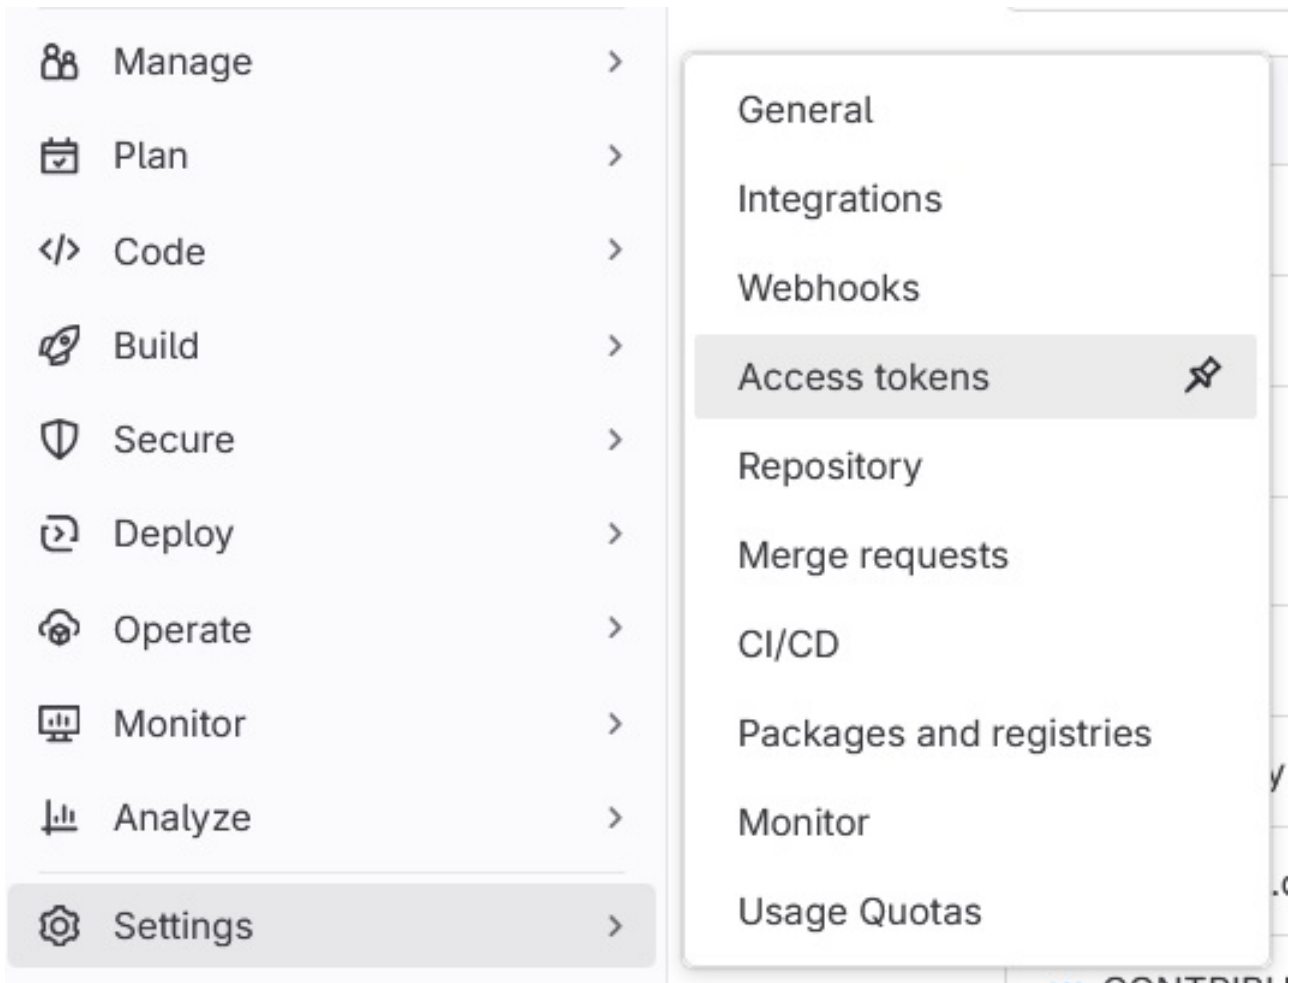 Manage
Plan
Code
Build
Secure
Deploy
Operate
Monitor
Analyze
Settings
General
Integrations
Webhooks
Access tokens
Repository
Merge requests
CI/CD
Packages and registries
Monitor
Usage Quotas